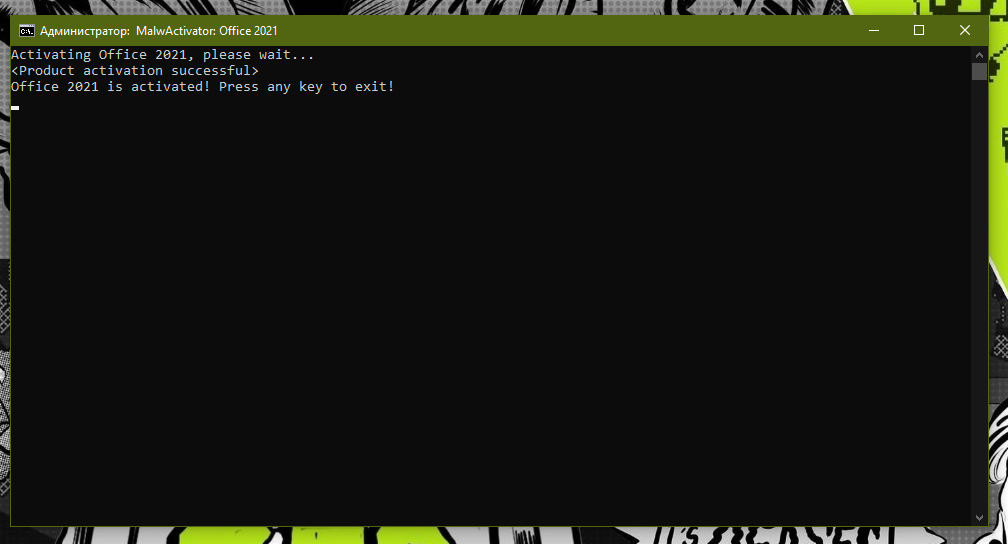 Администратор: MalwActivator: Office 2021
Activating Office 2021, please wait...
<Product activation successful>
Office 2021 is activated! Press any key to exit!